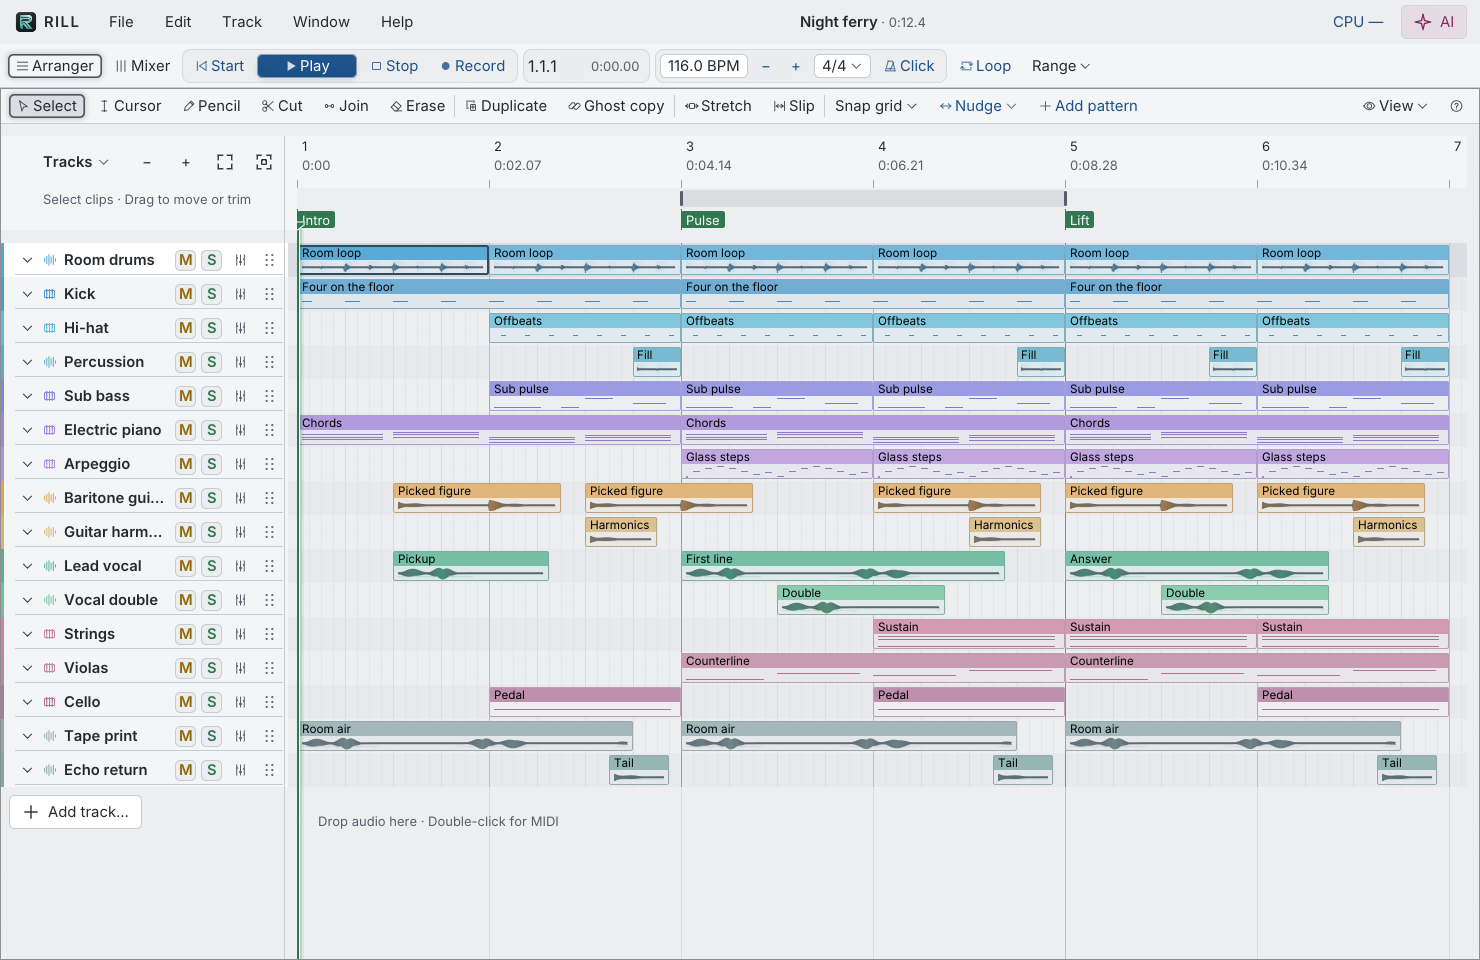 RILL File Edit Track Window Help Night ferry · 0:12.4 CPU — AI
Arranger Mixer Start Play Stop Record 1.1.1 0:00.00 116.0 BPM − + 4/4 Click Loop Range
Select Cursor Pencil Cut Join Erase Duplicate Ghost copy Stretch Slip Snap grid Nudge Add pattern View
1 2 3 4 5 6 7
Tracks − +
0:00 0:02.07 0:04.14 0:06.21 0:08.28 0:10.34
Select clips · Drag to move or trim
Intro Pulse Lift
Room drums M S Room loop Room loop Room loop Room loop Room loop Room loop
Kick M S Four on the floor Four on the floor Four on the floor
Hi-hat M S Offbeats Offbeats Offbeats Offbeats Offbeats
Percussion M S Fill Fill Fill Fill
Sub bass M S Sub pulse Sub pulse Sub pulse Sub pulse Sub pulse
Electric piano M S Chords Chords Chords
Arpeggio M S Glass steps Glass steps Glass steps Glass steps
Baritone gui... M S Picked figure Picked figure Picked figure Picked figure Picked figure
Guitar harm... M S Harmonics Harmonics Harmonics
Lead vocal M S Pickup First line Answer
Vocal double M S Double Double
Strings M S Sustain Sustain Sustain
Violas M S Counterline Counterline
Cello M S Pedal Pedal Pedal
Tape print M S Room air Room air Room air
Echo return M S Tail Tail Tail
Add track...
Drop audio here · Double-click for MIDI